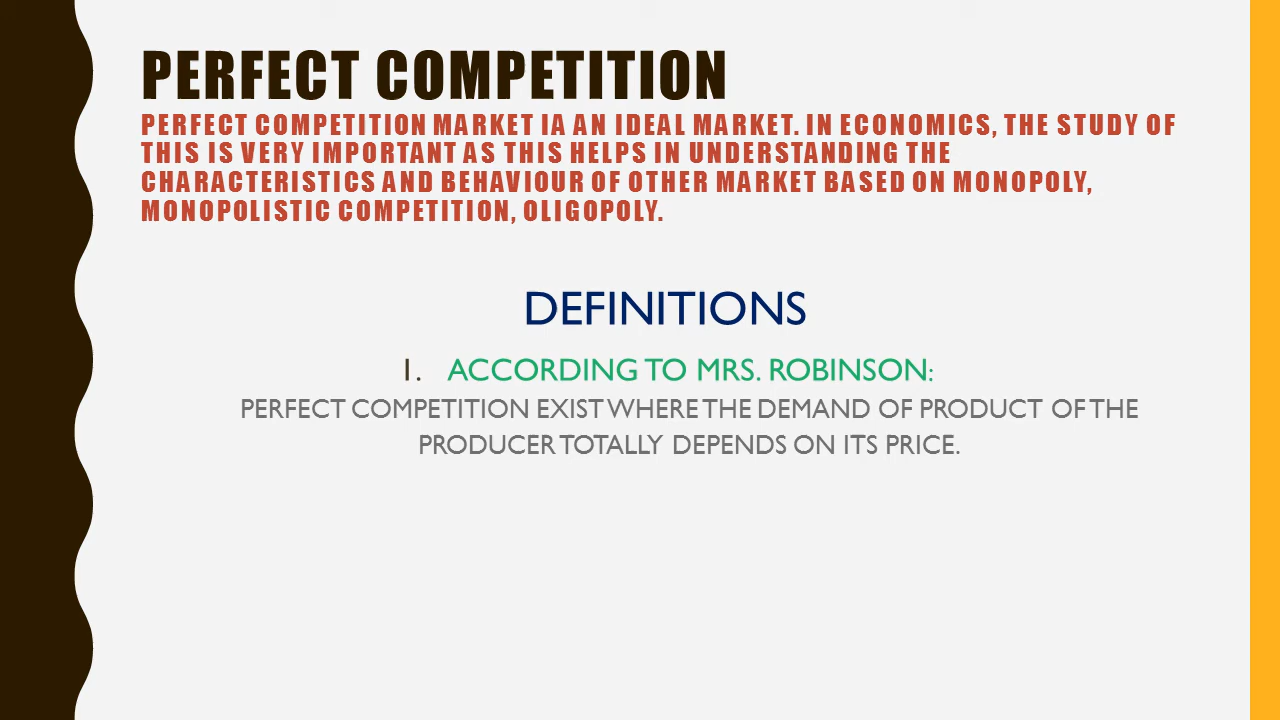 PERFECT COMPETITION
PERFECT COMPETITION MARKET IA AN IDEAL MARKET. IN ECONOMICS, THE STUDY OF
THIS IS VERY IMPORTANT AS THIS HELPS IN UNDERSTANDING THE
CHARACTERISTICS AND BEHAVIOUR OF OTHER MARKET BASED ON MONOPOLY,
MONOPOLISTIC COMPETITION, OLIGOPOLY.
DEFINITIONS
1. ACCORDING TO MRS. ROBINSON:
PERFECT COMPETITION EXIST WHERE THE DEMAND OF PRODUCT OF THE
PRODUCER TOTALLY DEPENDS ON ITS PRICE.